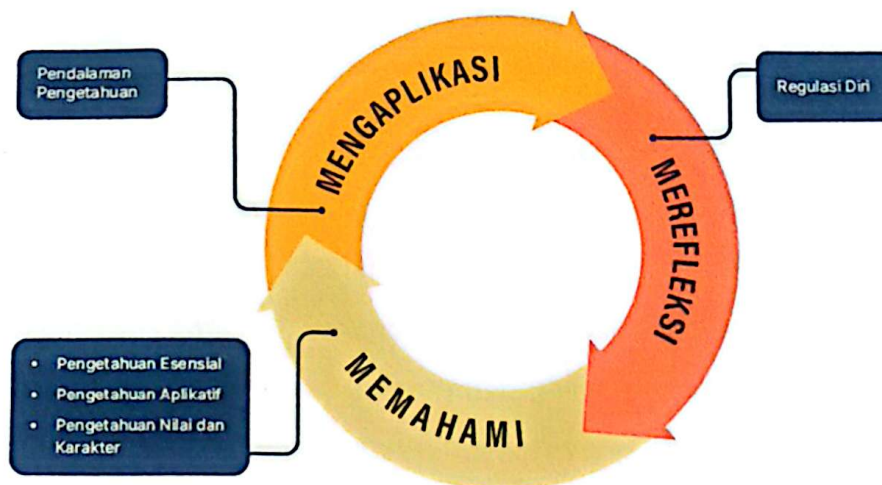 Pendalaman
Pengetahuan
MENGAPLIKASI
Regulasi Diri
MEREFLEKSI
• Pengetahuan Esensial
• Pengetahuan Aplikatif
• Pengetahuan Nilai dan
Karakter
MEMAHAMI